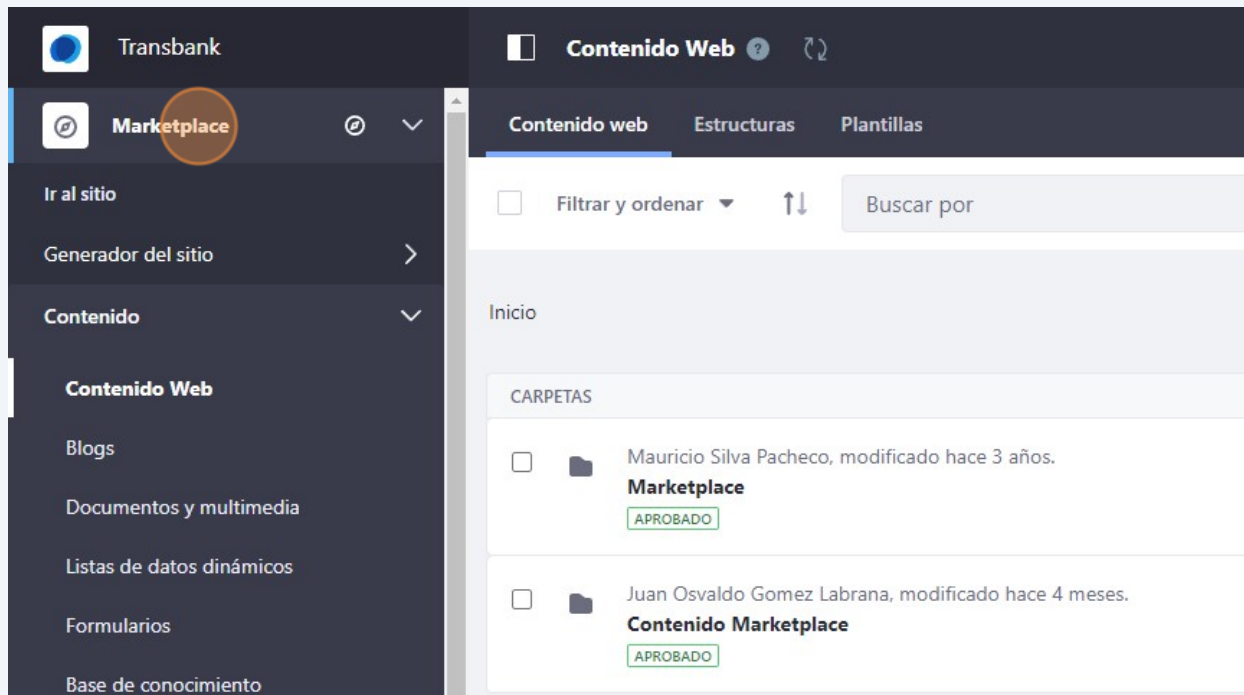 Transbank
Marketplace
Ir al sitio
Generador del sitio
Contenido
Contenido Web
Blogs
Documentos y multimedia
Listas de datos dinámicos
Formularios
Base de conocimiento
Contenido Web ?
Contenido web Estructuras Plantillas
Filtrar y ordenar Buscar por
Inicio
CARPETAS
Mauricio Silva Pacheco, modificado hace 3 años.
Marketplace
APROBADO
Juan Osvaldo Gomez Labrana, modificado hace 4 meses.
Contenido Marketplace
APROBADO